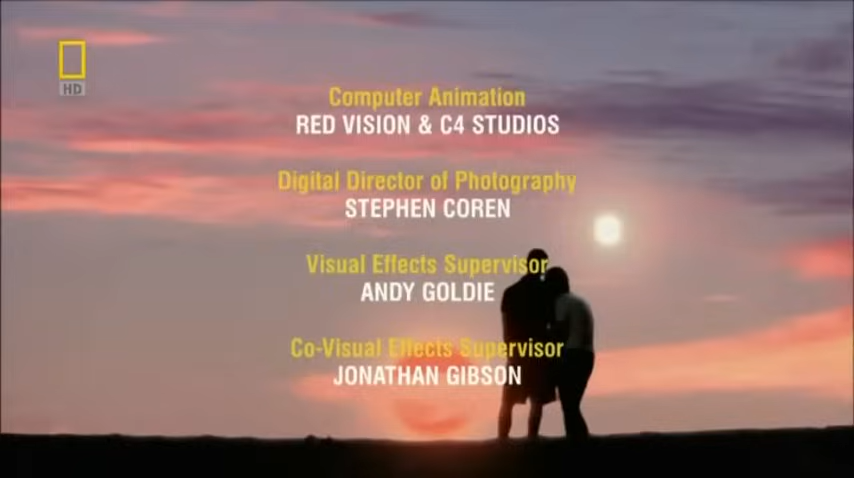 HD
Computer Animation
RED VISION & C4 STUDIOS
Digital Director of Photography
STEPHEN COREN
Visual Effects Supervisor
ANDY GOLDIE
Co-Visual Effects Supervisor
JONATHAN GIBSON